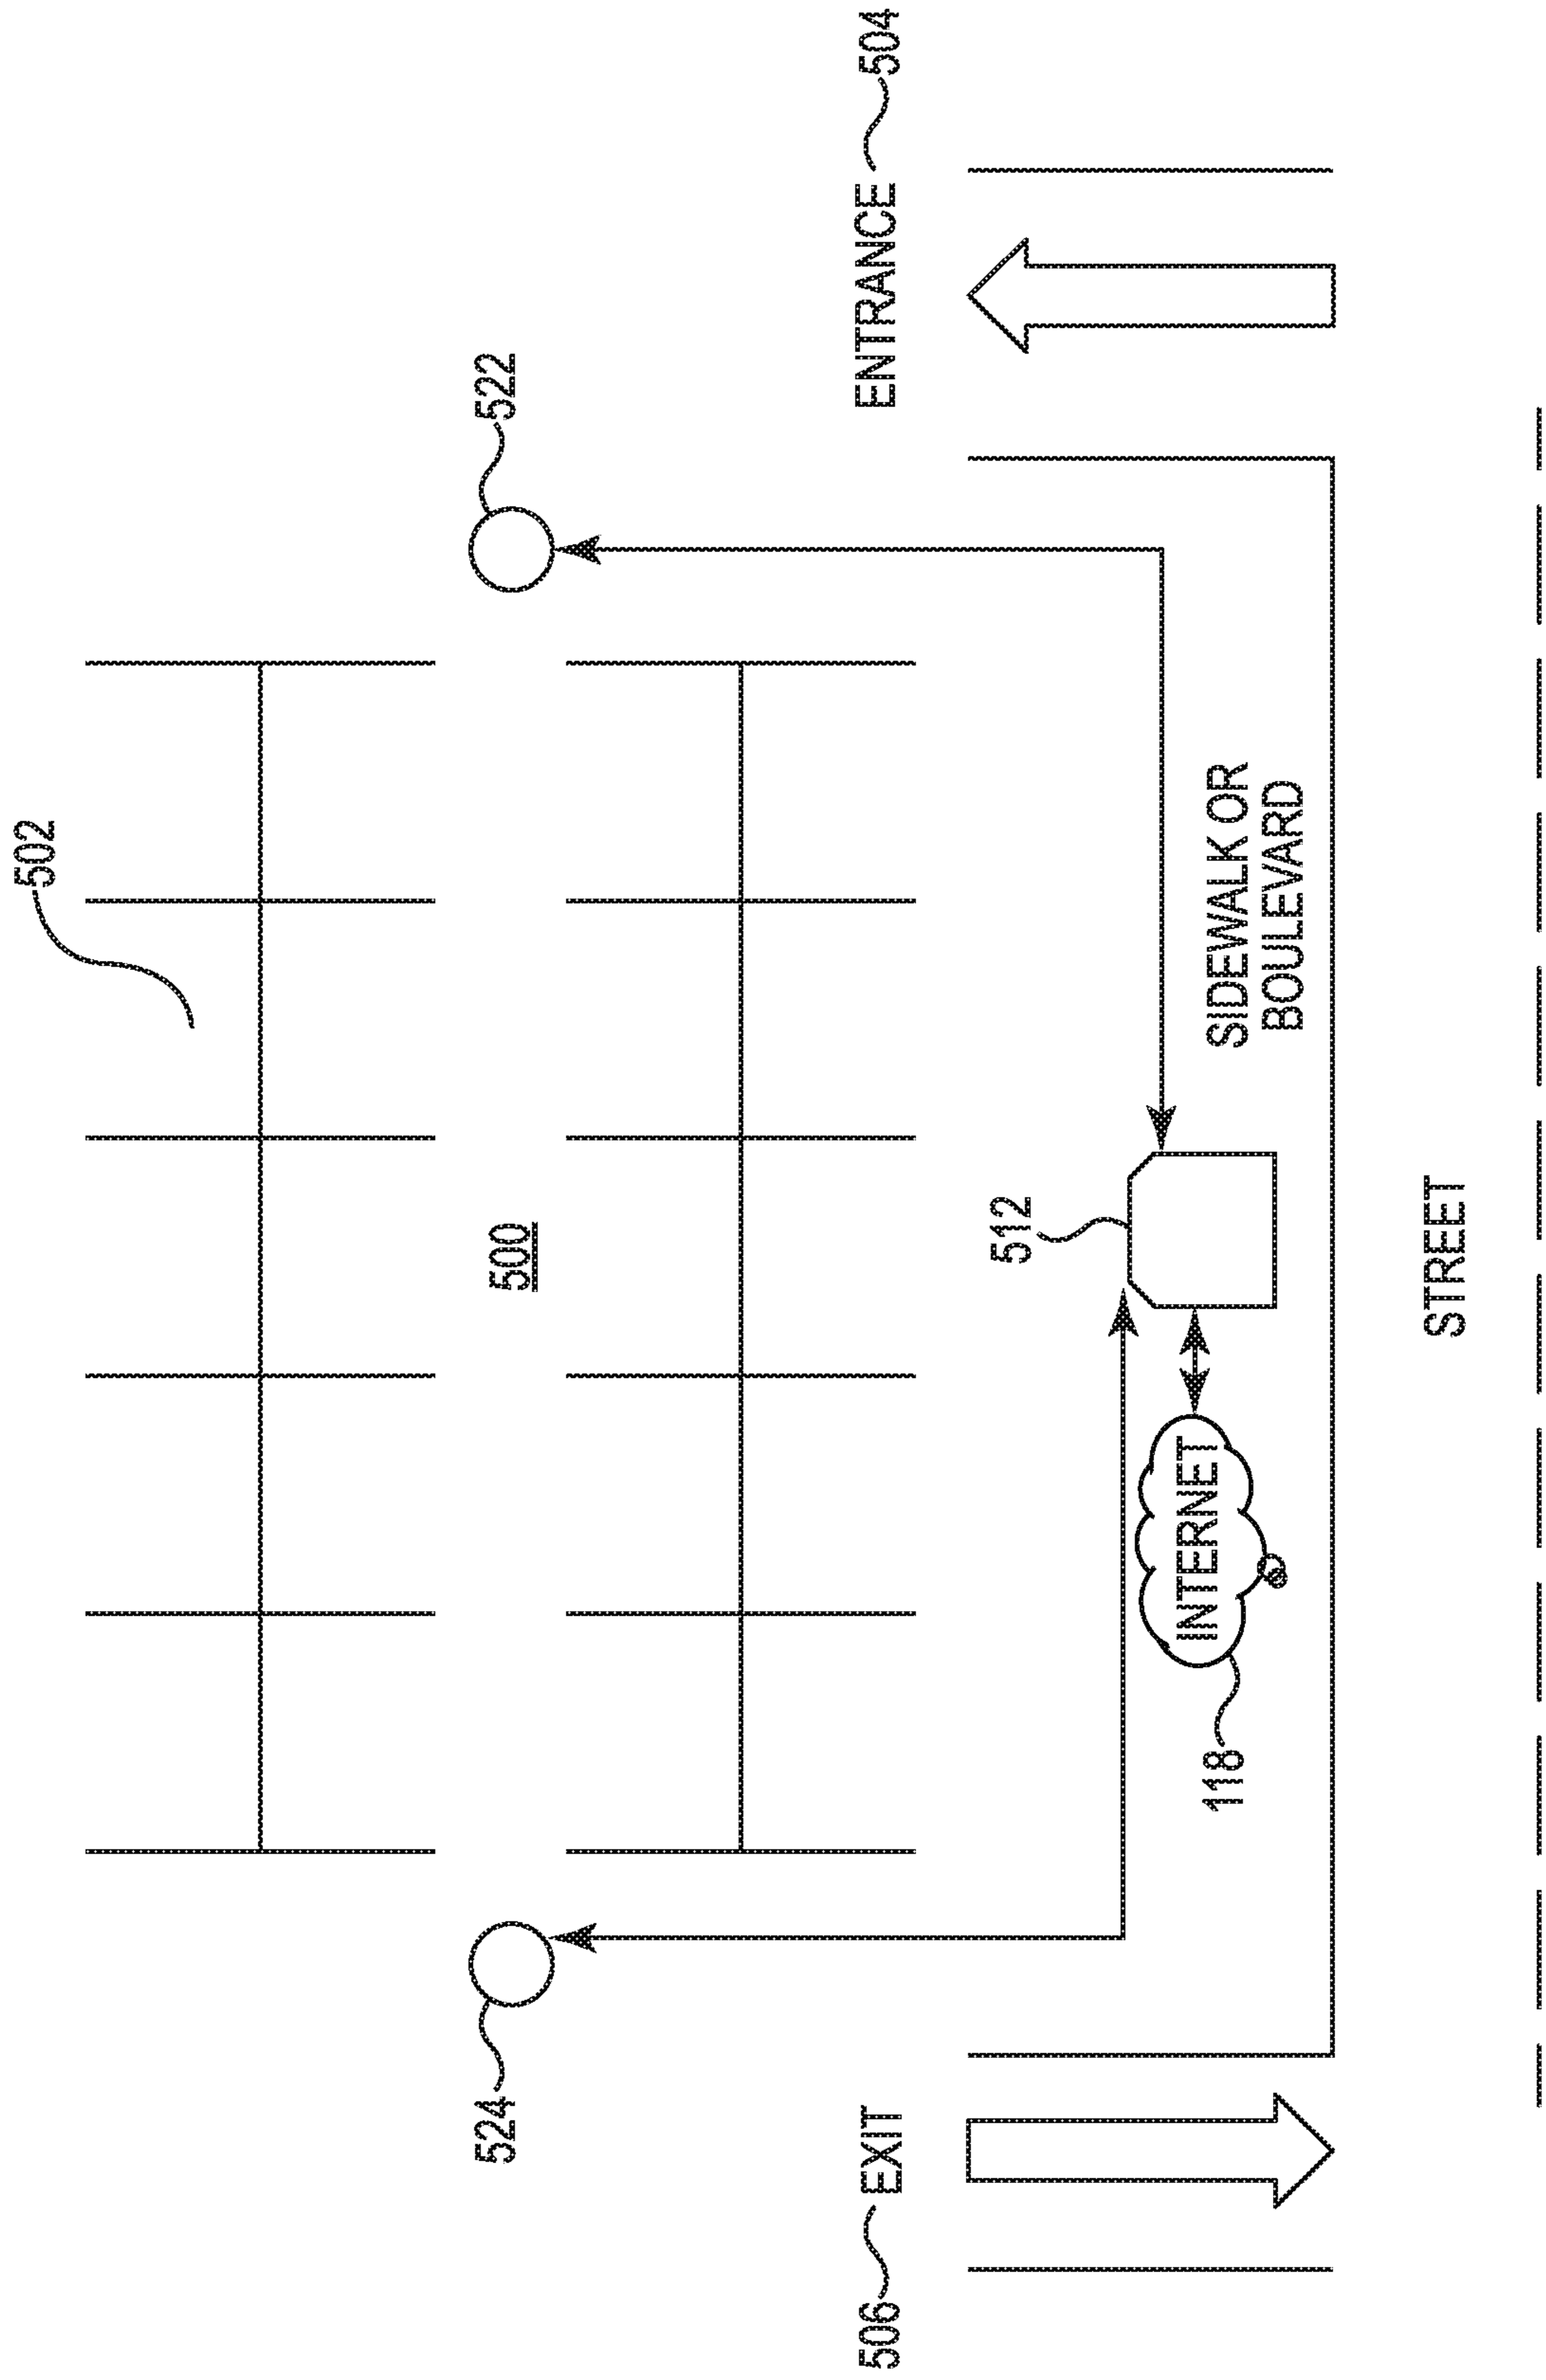 502
524
500
522
506 EXIT
ENTRANCE 504
512
118
INTERNET
SIDEWALK OR
BOULEVARD
STREET